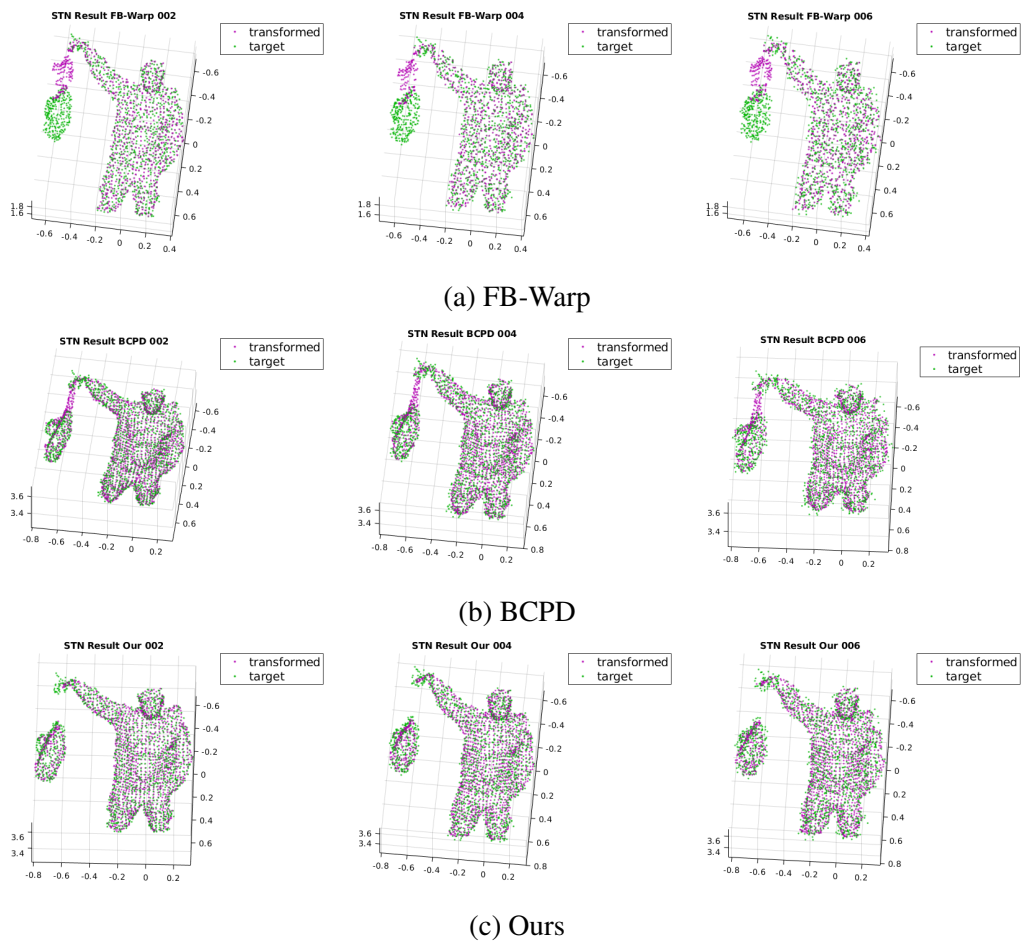 STN Result FB-Warp 002
transformed
target
-0.6
-0.4
-0.2
0
0.2
0.4
0.6
1.8
1.6
-0.6 -0.4 -0.2 0 0.2 0.4
STN Result FB-Warp 004
transformed
target
-0.6
-0.4
-0.2
0
0.2
0.4
0.6
1.8
1.6
-0.6 -0.4 -0.2 0 0.2 0.4
STN Result FB-Warp 006
transformed
target
-0.6
-0.4
-0.2
0
0.2
0.4
0.6
1.8
1.6
-0.6 -0.4 -0.2 0 0.2 0.4
(a) FB-Warp
STN Result BCPD 002
transformed
target
-0.6
-0.4
-0.2
0
0.2
0.4
0.6
3.6
3.4
-0.8 -0.6 -0.4 -0.2 0 0.2
STN Result BCPD 004
transformed
target
-0.6
-0.4
-0.2
0
0.2
0.4
0.6
0.8
3.6
3.4
-0.8 -0.6 -0.4 -0.2 0 0.2
STN Result BCPD 006
transformed
target
-0.6
-0.4
-0.2
0
0.2
0.4
0.6
0.8
3.6
3.4
-0.8 -0.6 -0.4 -0.2 0 0.2
(b) BCPD
STN Result Our 002
transformed
target
-0.6
-0.4
-0.2
0
0.2
0.4
0.6
3.6
3.4
-0.8 -0.6 -0.4 -0.2 0 0.2
STN Result Our 004
transformed
target
-0.6
-0.4
-0.2
0
0.2
0.4
0.6
0.8
3.6
3.4
-0.8 -0.6 -0.4 -0.2 0 0.2
STN Result Our 006
transformed
target
-0.6
-0.4
-0.2
0
0.2
0.4
0.6
0.8
3.6
3.4
-0.8 -0.6 -0.4 -0.2 0 0.2
(c) Ours